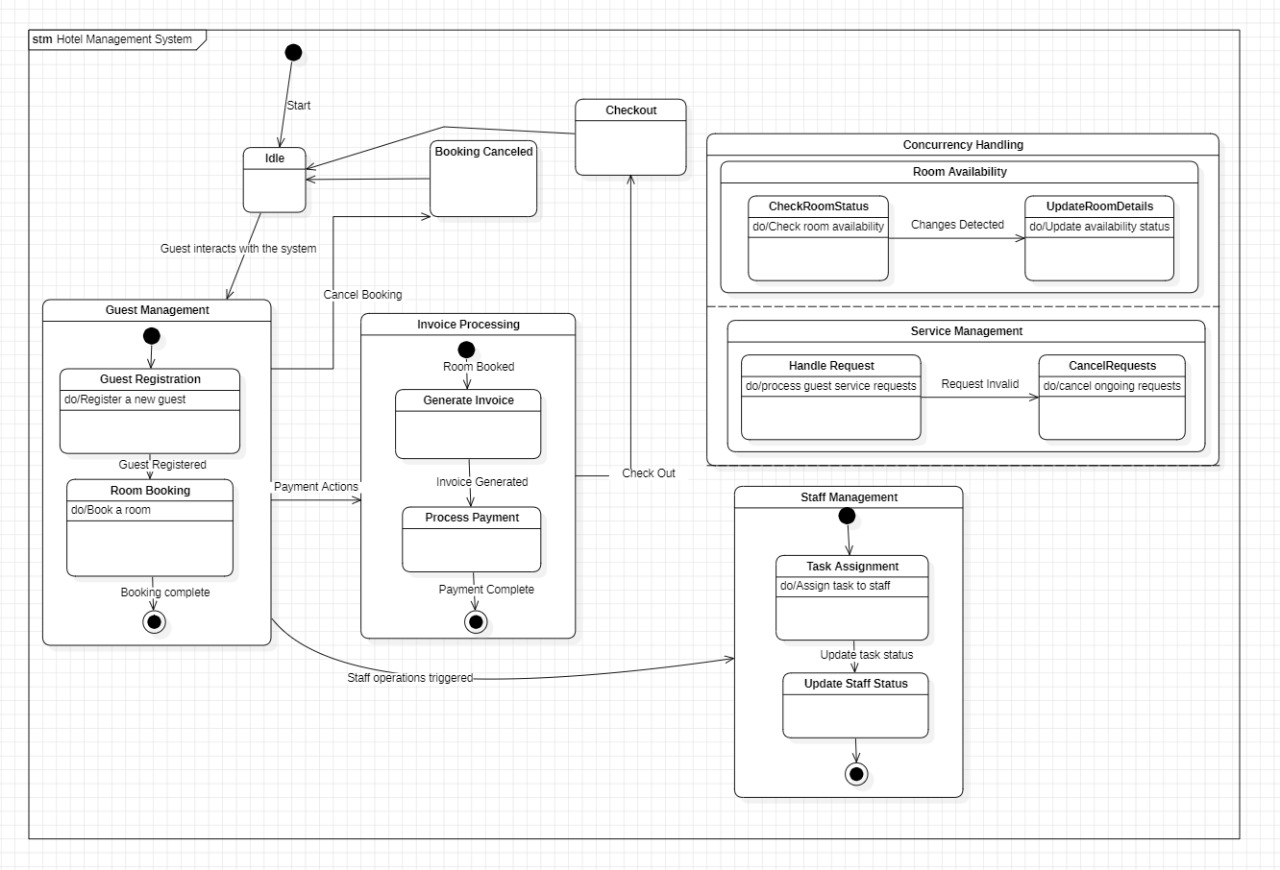 stm Hotel Management System
Start
Checkout
Idle
Booking Canceled
Guest interacts with the system
Cancel Booking
Concurrency Handling
Room Availability
CheckRoomStatus
do/Check room availability
Changes Detected
UpdateRoomDetails
do/Update availability status
Service Management
Handle Request
do/process guest service requests
Request Invalid
CancelRequests
do/cancel ongoing requests
Guest Management
Guest Registration
do/Register a new guest
Guest Registered
Room Booking
do/Book a room
Booking complete
Payment Actions
Invoice Processing
Room Booked
Generate Invoice
Invoice Generated
Process Payment
Payment Complete
Check Out
Staff operations triggered
Staff Management
Task Assignment
do/Assign task to staff
Update task status
Update Staff Status